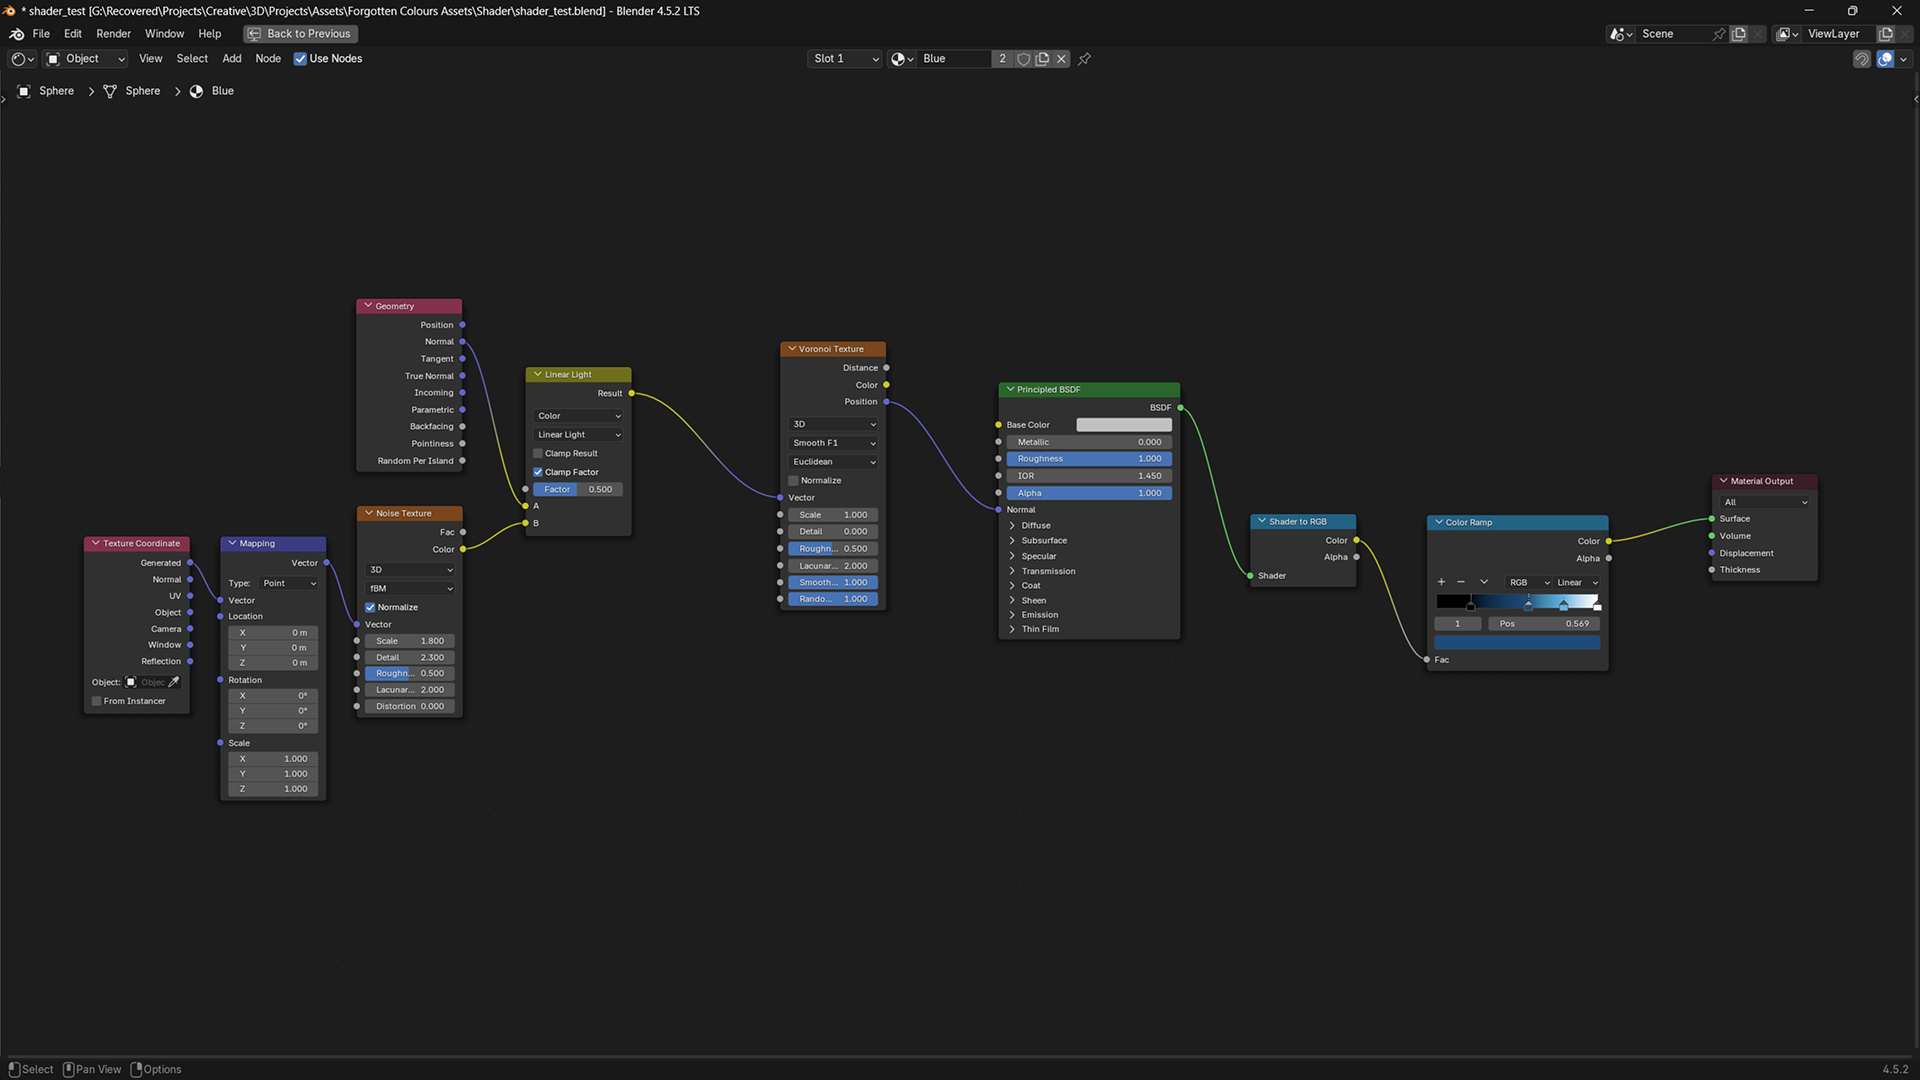 * shader_test [G:\Recovered\Projects\Creative\3D\Projects\Assets\Forgotten Colours Assets\Shader\shader_test.blend] - Blender 4.5.2 LTS
File Edit Render Window Help Back to Previous Scene ViewLayer
Object View Select Add Node Use Nodes Slot 1 Blue 2
Sphere > Sphere > Blue
Geometry
Position
Normal
Tangent
True Normal
Incoming
Parametric
Backfacing
Pointiness
Random Per Island
Texture Coordinate
Generated
Normal
UV
Object
Camera
Window
Reflection
Object: Objec
From Instancer
Mapping
Vector
Type: Point
Vector
Location
X 0 m
Y 0 m
Z 0 m
Rotation
X 0°
Y 0°
Z 0°
Scale
X 1.000
Y 1.000
Z 1.000
Noise Texture
Fac
Color
3D
fBM
Normalize
Vector
Scale 1.800
Detail 2.300
Roughn... 0.500
Lacunar... 2.000
Distortion 0.000
Linear Light
Result
Color
Linear Light
Clamp Result
Clamp Factor
Factor 0.500
A
B
Voronoi Texture
Distance
Color
Position
3D
Smooth F1
Euclidean
Normalize
Vector
Scale 1.000
Detail 0.000
Roughn... 0.500
Lacunar... 2.000
Smooth... 1.000
Rando... 1.000
Principled BSDF
BSDF
Base Color
Metallic 0.000
Roughness 1.000
IOR 1.450
Alpha 1.000
Normal
Diffuse
Subsurface
Specular
Transmission
Coat
Sheen
Emission
Thin Film
Shader to RGB
Color
Alpha
Shader
Color Ramp
Color
Alpha
+ − RGB Linear
1 Pos 0.569
Fac
Material Output
All
Surface
Volume
Displacement
Thickness
Select Pan View Options 4.5.2